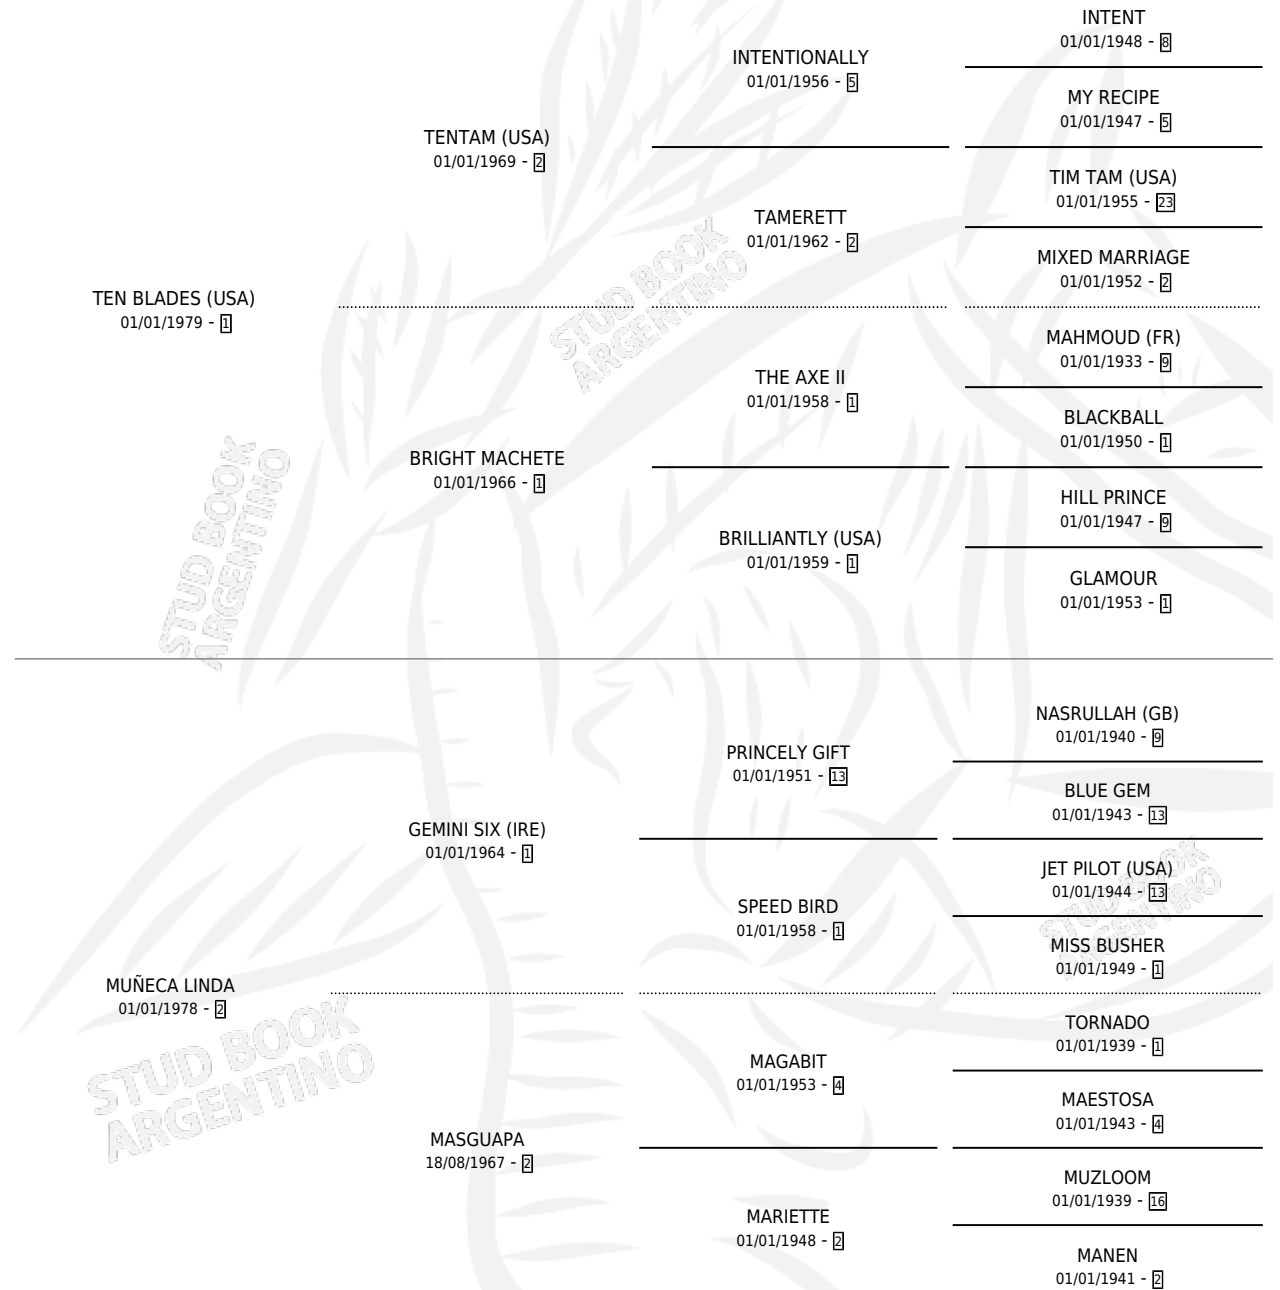 INTENT
01/01/1948 - 8
INTENTIONALLY
01/01/1956 - 5
MY RECIPE
01/01/1947 - 5
TENTAM (USA)
01/01/1969 - 2
TIM TAM (USA)
01/01/1955 - 23
TAMERETT
01/01/1962 - 2
MIXED MARRIAGE
01/01/1952 - 2
TEN BLADES (USA)
01/01/1979 - 1
STUD BOOK
ARGENTINO
MAHMOUD (FR)
01/01/1933 - 9
THE AXE II
01/01/1958 - 1
BLACKBALL
01/01/1950 - 1
BRIGHT MACHETE
01/01/1966 - 1
HILL PRINCE
01/01/1947 - 9
BRILLIANTLY (USA)
01/01/1959 - 1
GLAMOUR
01/01/1953 - 1
STUD BOOK
ARGENTINO
NASRULLAH (GB)
01/01/1940 - 9
PRINCELY GIFT
01/01/1951 - 13
BLUE GEM
01/01/1943 - 13
GEMINI SIX (IRE)
01/01/1964 - 1
JET PILOT (USA)
01/01/1944 - 13
SPEED BIRD
01/01/1958 - 1
STUD BOOK
ARGENTINO
MISS BUSHER
01/01/1949 - 1
MUÑECA LINDA
01/01/1978 - 2
TORNADO
01/01/1939 - 1
STUD BOOK
ARGENTINO
MAGABIT
01/01/1953 - 4
MAESTOSA
01/01/1943 - 4
MASGUAPA
18/08/1967 - 2
MUZLOOM
01/01/1939 - 16
MARIETTE
01/01/1948 - 2
MANEN
01/01/1941 - 2